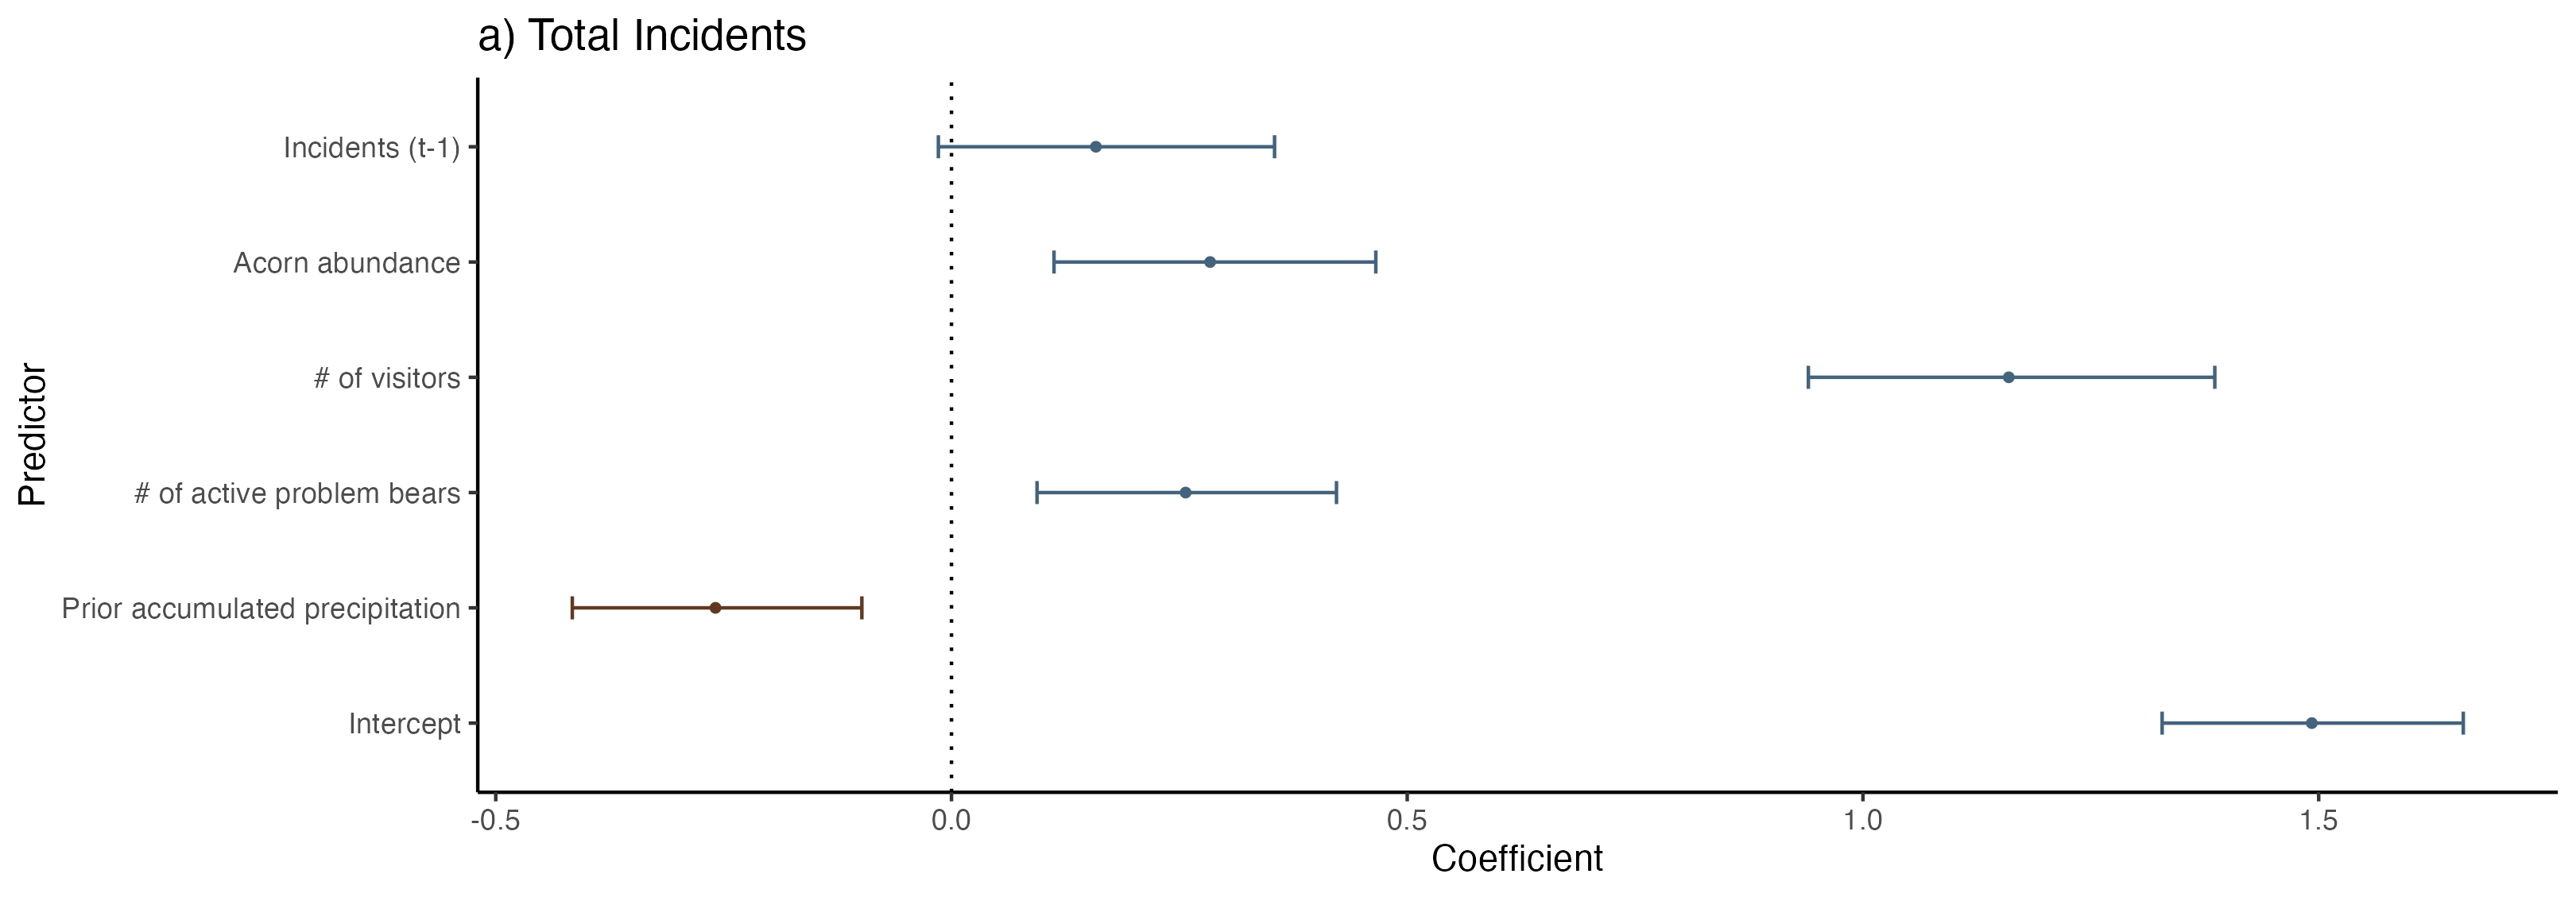 a) Total Incidents
Predictor
Incidents (t-1)
Acorn abundance
# of visitors
# of active problem bears
Prior accumulated precipitation
Intercept
-0.5 0.0 0.5 1.0 1.5
Coefficient